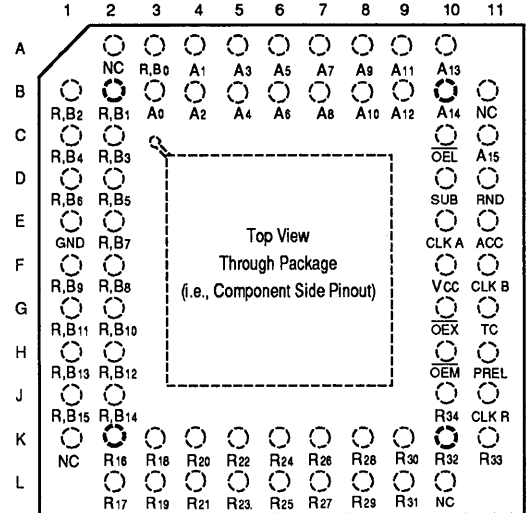 1 2 3 4 5 6 7 8 9 10 11
A
NC R,B0 A1 A3 A5 A7 A9 A11 A13
B
R,B2 R,B1 A0 A2 A4 A6 A8 A10 A12 A14 NC
C
R,B4 R,B3 OEL A15
D
R,B6 R,B5 SUB RND
E
GND R,B7 CLK A ACC
Top View
Through Package
(i.e., Component Side Pinout)
F
R,B9 R,B8 VCC CLK B
G
R,B11 R,B10 OEX TC
H
R,B13 R,B12 OEM PREL
J
R,B15 R,B14 R34 CLK R
K
NC R16 R18 R20 R22 R24 R26 R28 R30 R32 R33
L
R17 R19 R21 R23. R25 R27 R29 R31 NC